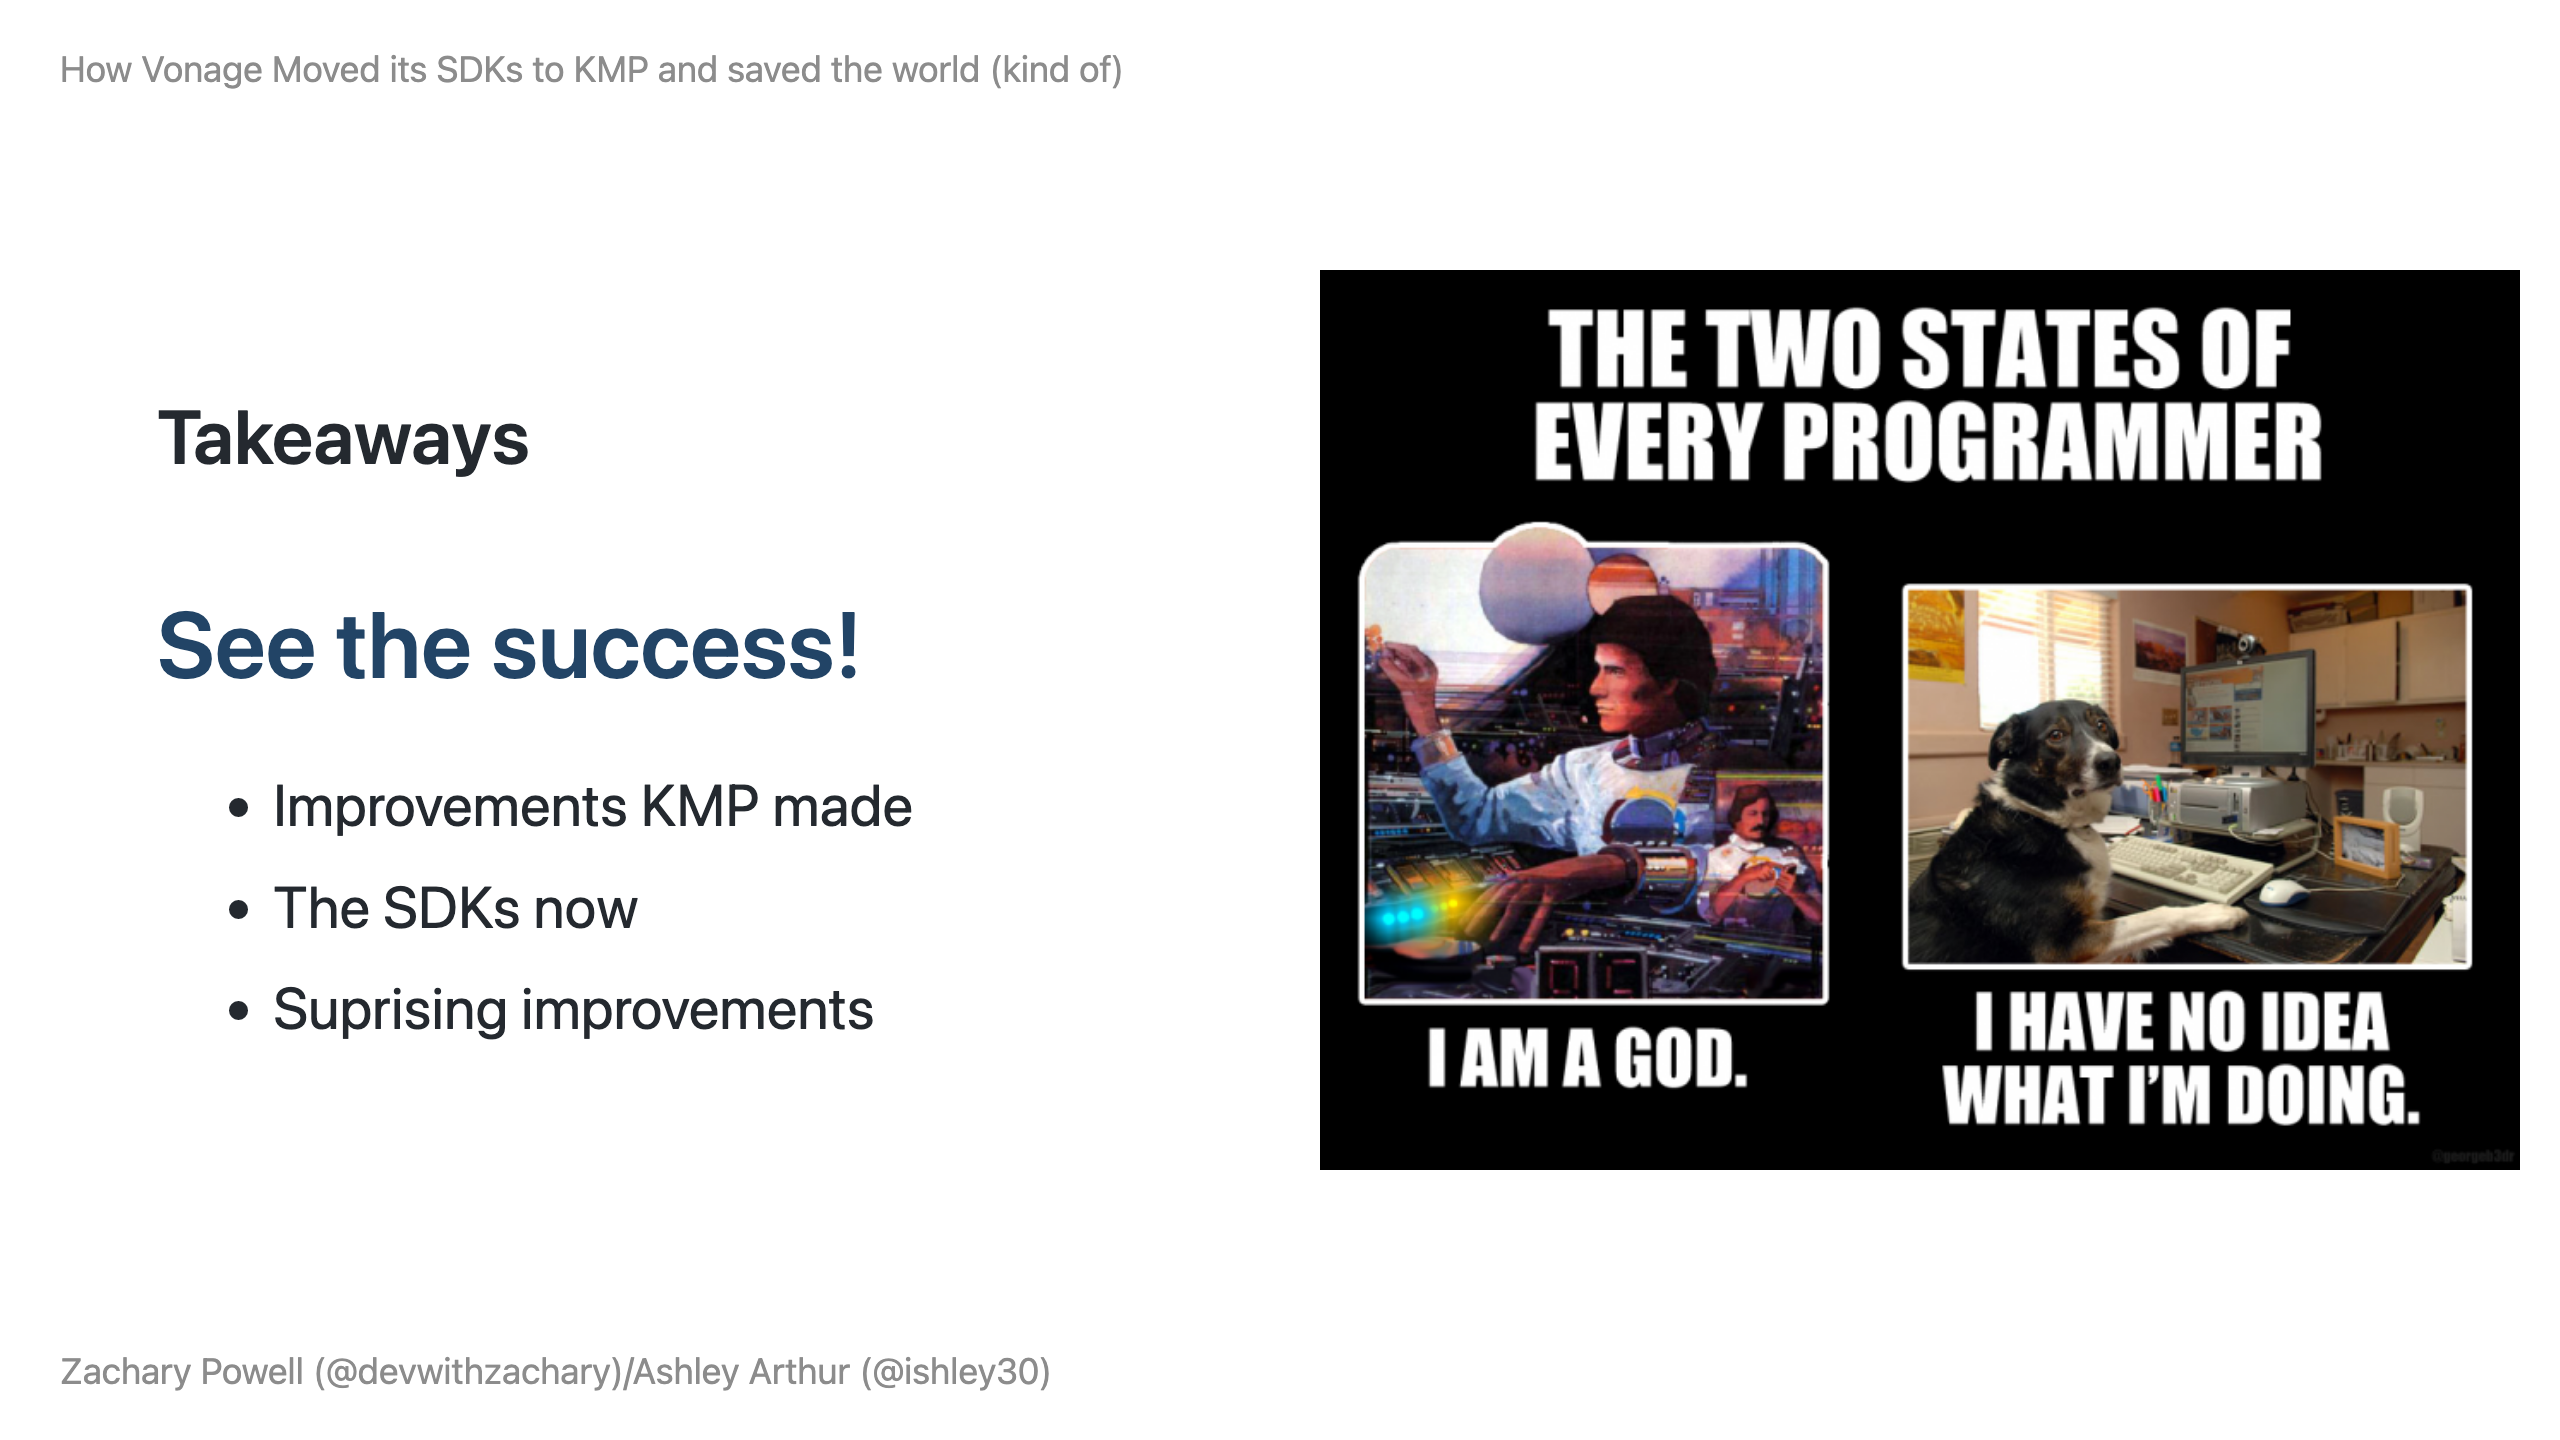 How Vonage Moved its SDKs to KMP and saved the world (kind of)
Takeaways
See the success!
• Improvements KMP made
• The SDKs now
• Suprising improvements
THE TWO STATES OF
EVERY PROGRAMMER
I AM A GOD.
I HAVE NO IDEA
WHAT I’M DOING.
@georgeb3dr
Zachary Powell (@devwithzachary)/Ashley Arthur (@ishley30)